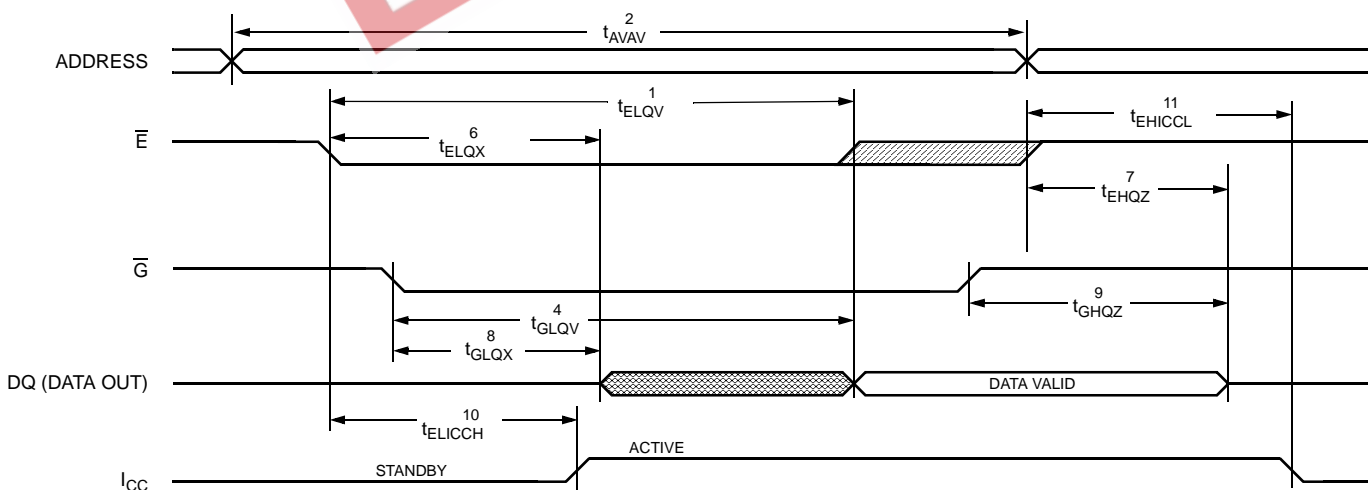 2
tAVAV
ADDRESS
1
tELQV
11
tEHICCL
E̅
6
tELQX
7
tEHQZ
G̅
9
tGHQZ
4
tGLQV
8
tGLQX
DQ (DATA OUT)
DATA VALID
10
tELICCH
ACTIVE
STANDBY
ICC